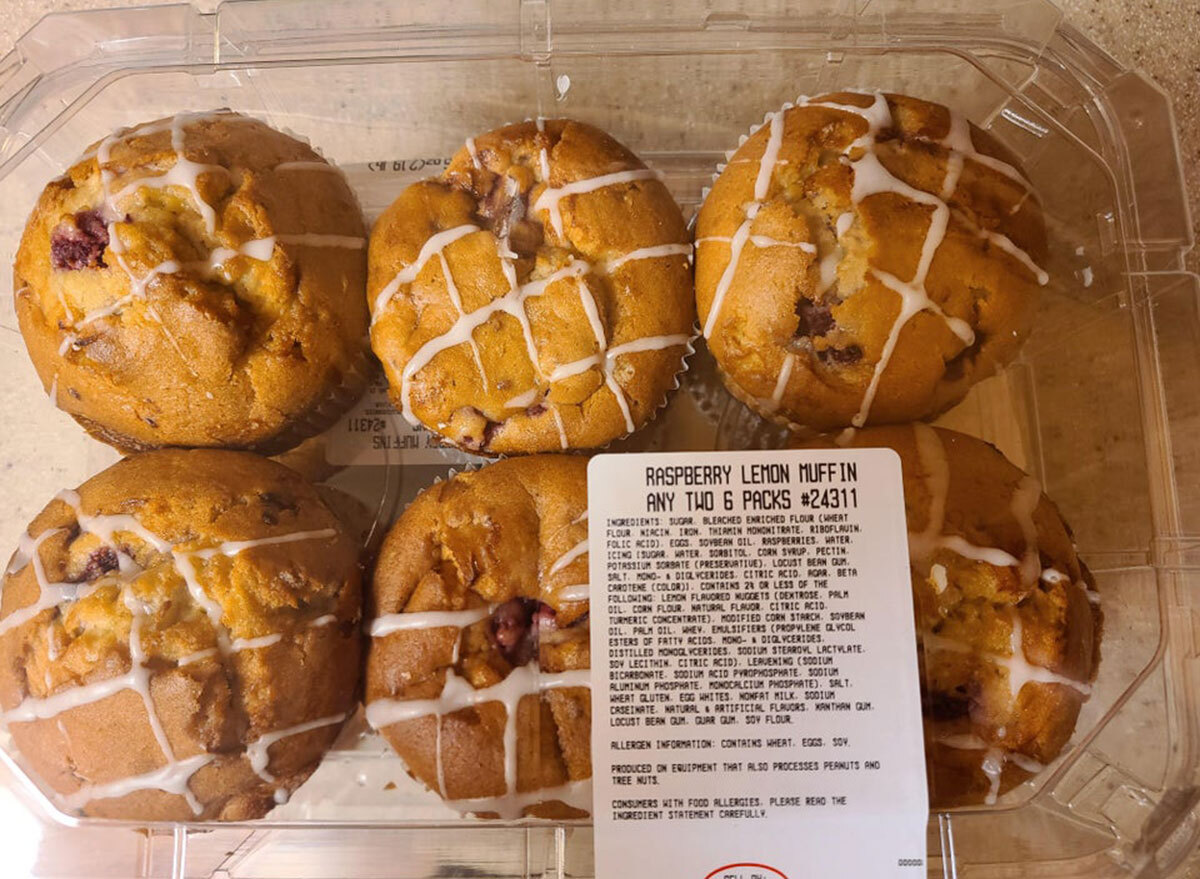 RASPBERRY LEMON MUFFIN
ANY TWO 6 PACKS #24311
INGREDIENTS: SUGAR, BLEACHED ENRICHED FLOUR (WHEAT
FLOUR, NIACIN, IRON, THIAMIN MONONITRATE, RIBOFLAVIN,
FOLIC ACID), EGGS, SOYBEAN OIL, RASPBERRIES, WATER,
ICING (SUGAR, WATER, SORBITOL, CORN SYRUP, PECTIN,
POTASSIUM SORBATE (PRESERVATIVE), LOCUST BEAN GUM,
SALT, MONO- & DIGLYCERIDES, CITRIC ACID, AGAR, BETA
CAROTENE (COLOR)), CONTAINS 2% OR LESS OF THE
FOLLOWING: LEMON FLAVORED NUGGETS (DEXTROSE, PALM
OIL, CORN FLOUR, NATURAL FLAVOR, CITRIC ACID,
TURMERIC CONCENTRATE), MODIFIED CORN STARCH, SOYBEAN
OIL, PALM OIL, WHEY, EMULSIFIERS (PROPYLENE GLYCOL
ESTERS OF FATTY ACIDS, MONO- & DIGLYCERIDES,
DISTILLED MONOGLYCERIDES, SODIUM STEAROYL LACTYLATE,
SOY LECITHIN, CITRIC ACID), LEAVENING (SODIUM
BICARBONATE, SODIUM ACID PYROPHOSPHATE, SODIUM
ALUMINUM PHOSPHATE, MONOCALCIUM PHOSPHATE), SALT,
WHEAT GLUTEN, EGG WHITES, NONFAT MILK, SODIUM
CASEINATE, NATURAL & ARTIFICIAL FLAVORS, XANTHAN GUM,
LOCUST BEAN GUM, GUAR GUM, SOY FLOUR.
ALLERGEN INFORMATION: CONTAINS WHEAT, EGGS, SOY,
PRODUCED ON EQUIPMENT THAT ALSO PROCESSES PEANUTS AND
TREE NUTS.
CONSUMERS WITH FOOD ALLERGIES, PLEASE READ THE
INGREDIENT STATEMENT CAREFULLY.
#24311
MUFFINS